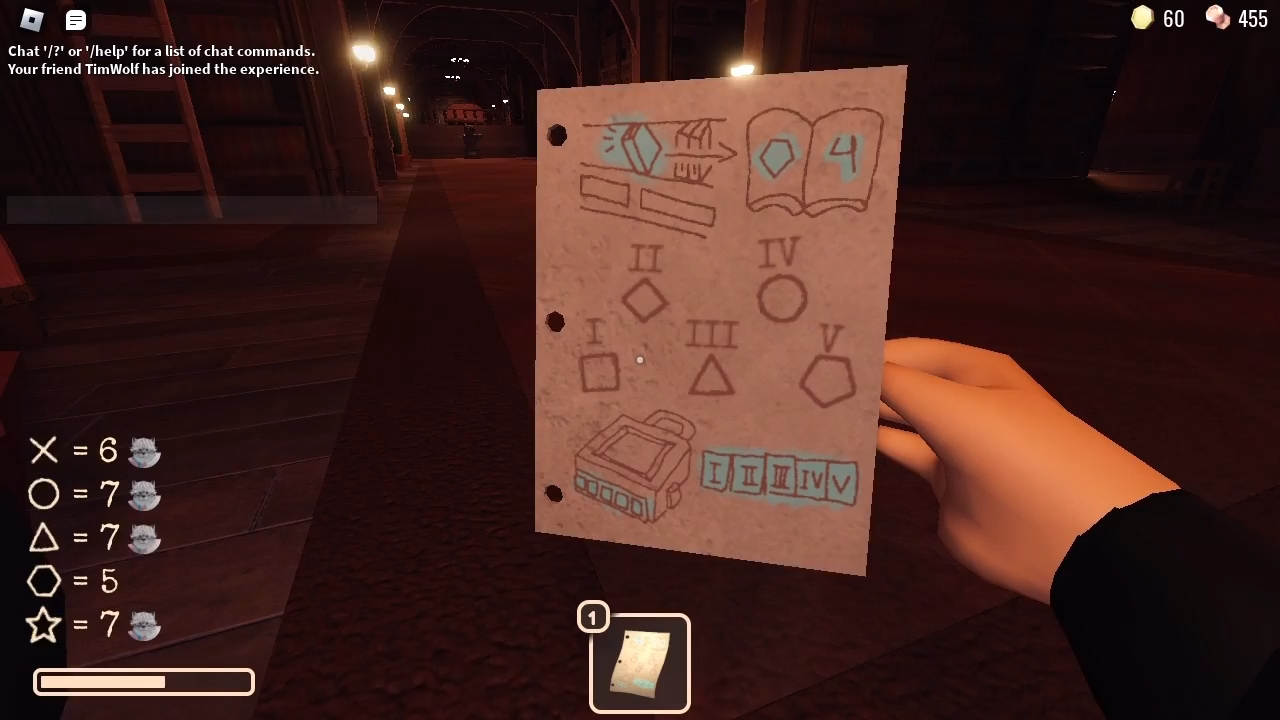 60 455
Chat '/?' or '/help' for a list of chat commands.
Your friend TimWolf has joined the experience.
4
II IV
I III V
I II III IV V
= 6
= 7
= 7
= 5
= 7
1